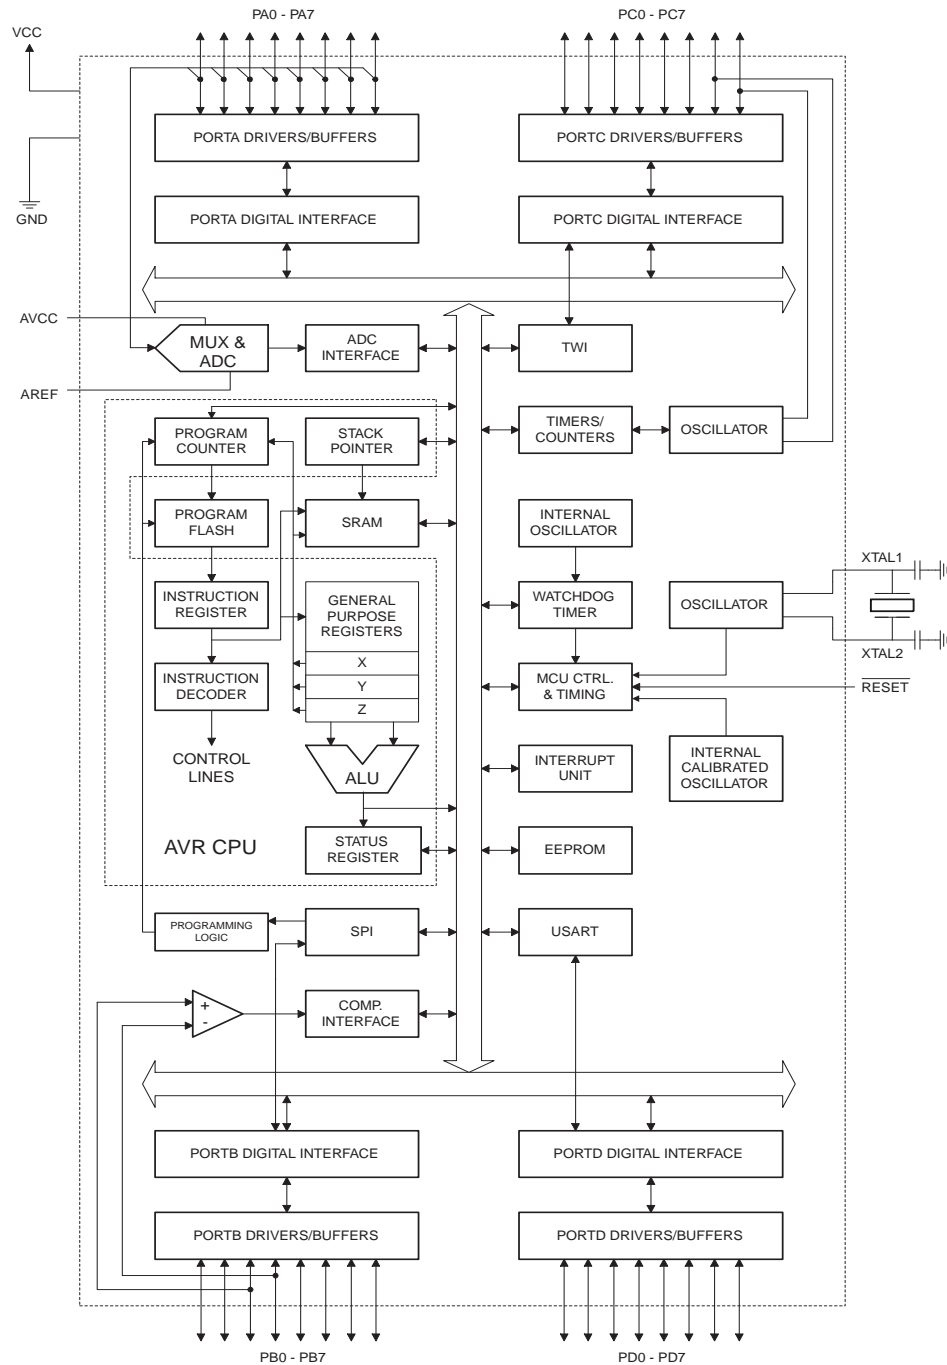 PA0 - PA7
PC0 - PC7
VCC
PORTA DRIVERS/BUFFERS
PORTC DRIVERS/BUFFERS
GND
PORTA DIGITAL INTERFACE
PORTC DIGITAL INTERFACE
AVCC
MUX &
ADC
ADC
INTERFACE
TWI
AREF
PROGRAM
COUNTER
STACK
POINTER
TIMERS/
COUNTERS
OSCILLATOR
PROGRAM
FLASH
SRAM
INTERNAL
OSCILLATOR
XTAL1
INSTRUCTION
REGISTER
GENERAL
PURPOSE
REGISTERS
WATCHDOG
TIMER
OSCILLATOR
XTAL2
X
INSTRUCTION
DECODER
Y
MCU CTRL.
& TIMING
RESET
Z
CONTROL
LINES
ALU
INTERRUPT
UNIT
INTERNAL
CALIBRATED
OSCILLATOR
AVR CPU
STATUS
REGISTER
EEPROM
PROGRAMMING
LOGIC
SPI
USART
+
-
COMP.
INTERFACE
PORTB DIGITAL INTERFACE
PORTD DIGITAL INTERFACE
PORTB DRIVERS/BUFFERS
PORTD DRIVERS/BUFFERS
PB0 - PB7
PD0 - PD7